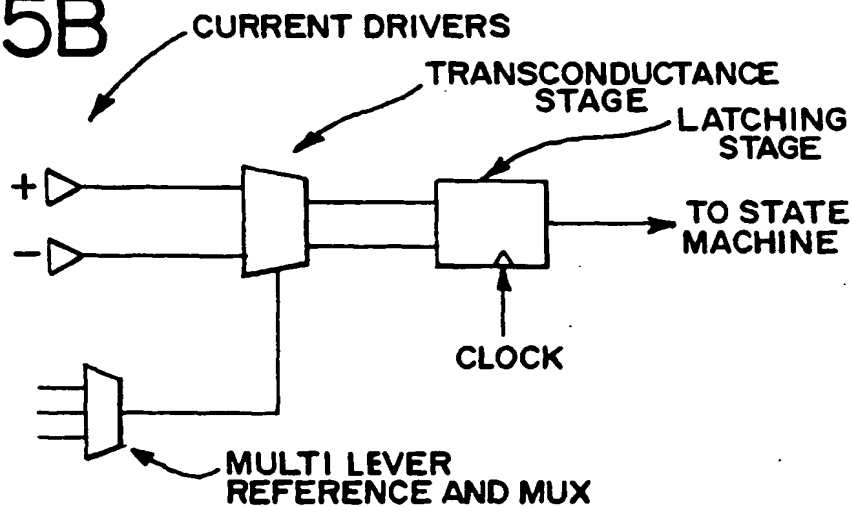 5B
CURRENT DRIVERS
TRANSCONDUCTANCE
STAGE
LATCHING
STAGE
+
-
TO STATE
MACHINE
CLOCK
MULTI LEVER
REFERENCE AND MUX